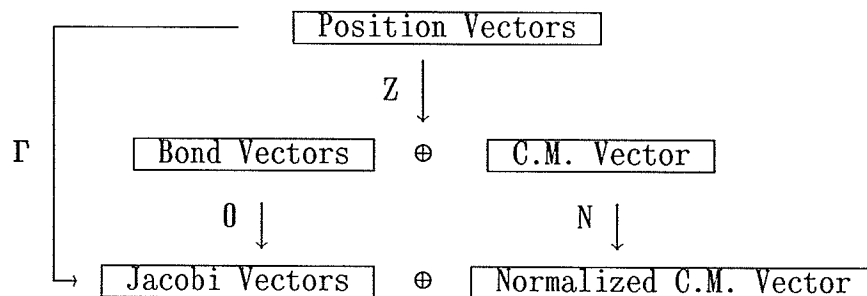 Position Vectors
Z
Γ
Bond Vectors ⊕ C.M. Vector
O
N
Jacobi Vectors ⊕ Normalized C.M. Vector